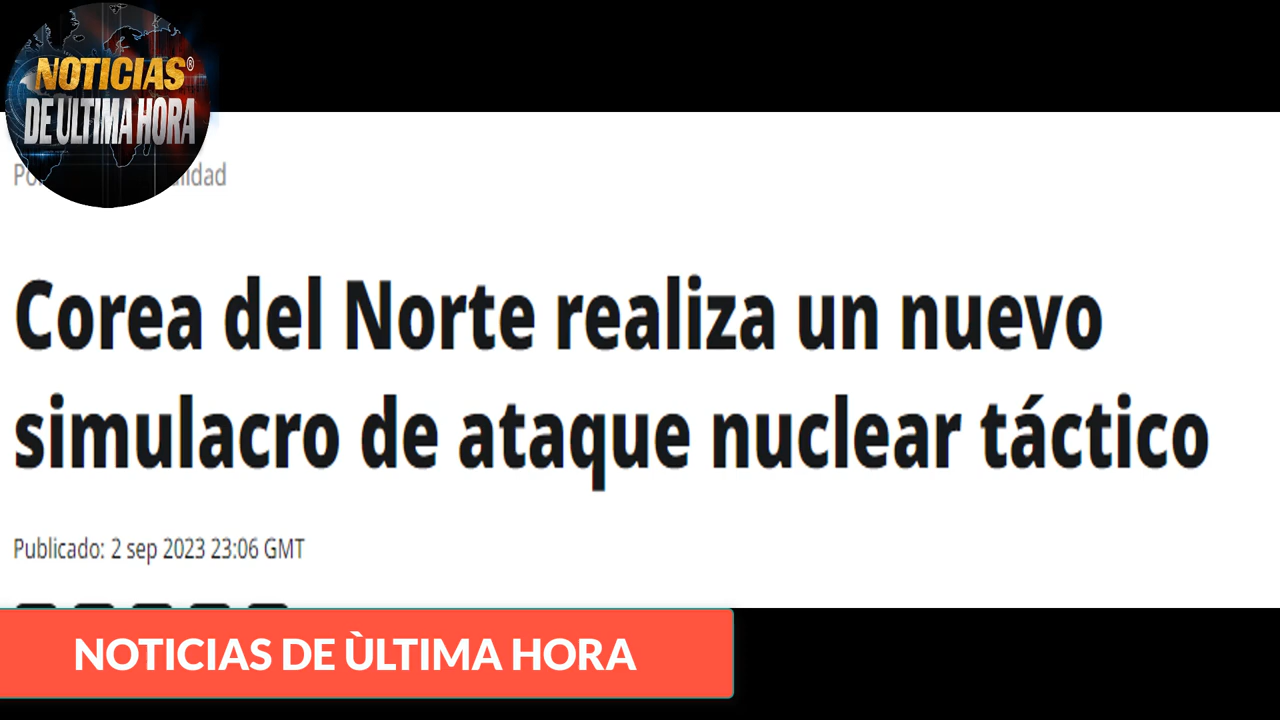 NOTICIAS®
DE ÚLTIMA HORA
Corea del Norte realiza un nuevo
simulacro de ataque nuclear táctico
Publicado: 2 sep 2023 23:06 GMT
NOTICIAS DE ÙLTIMA HORA